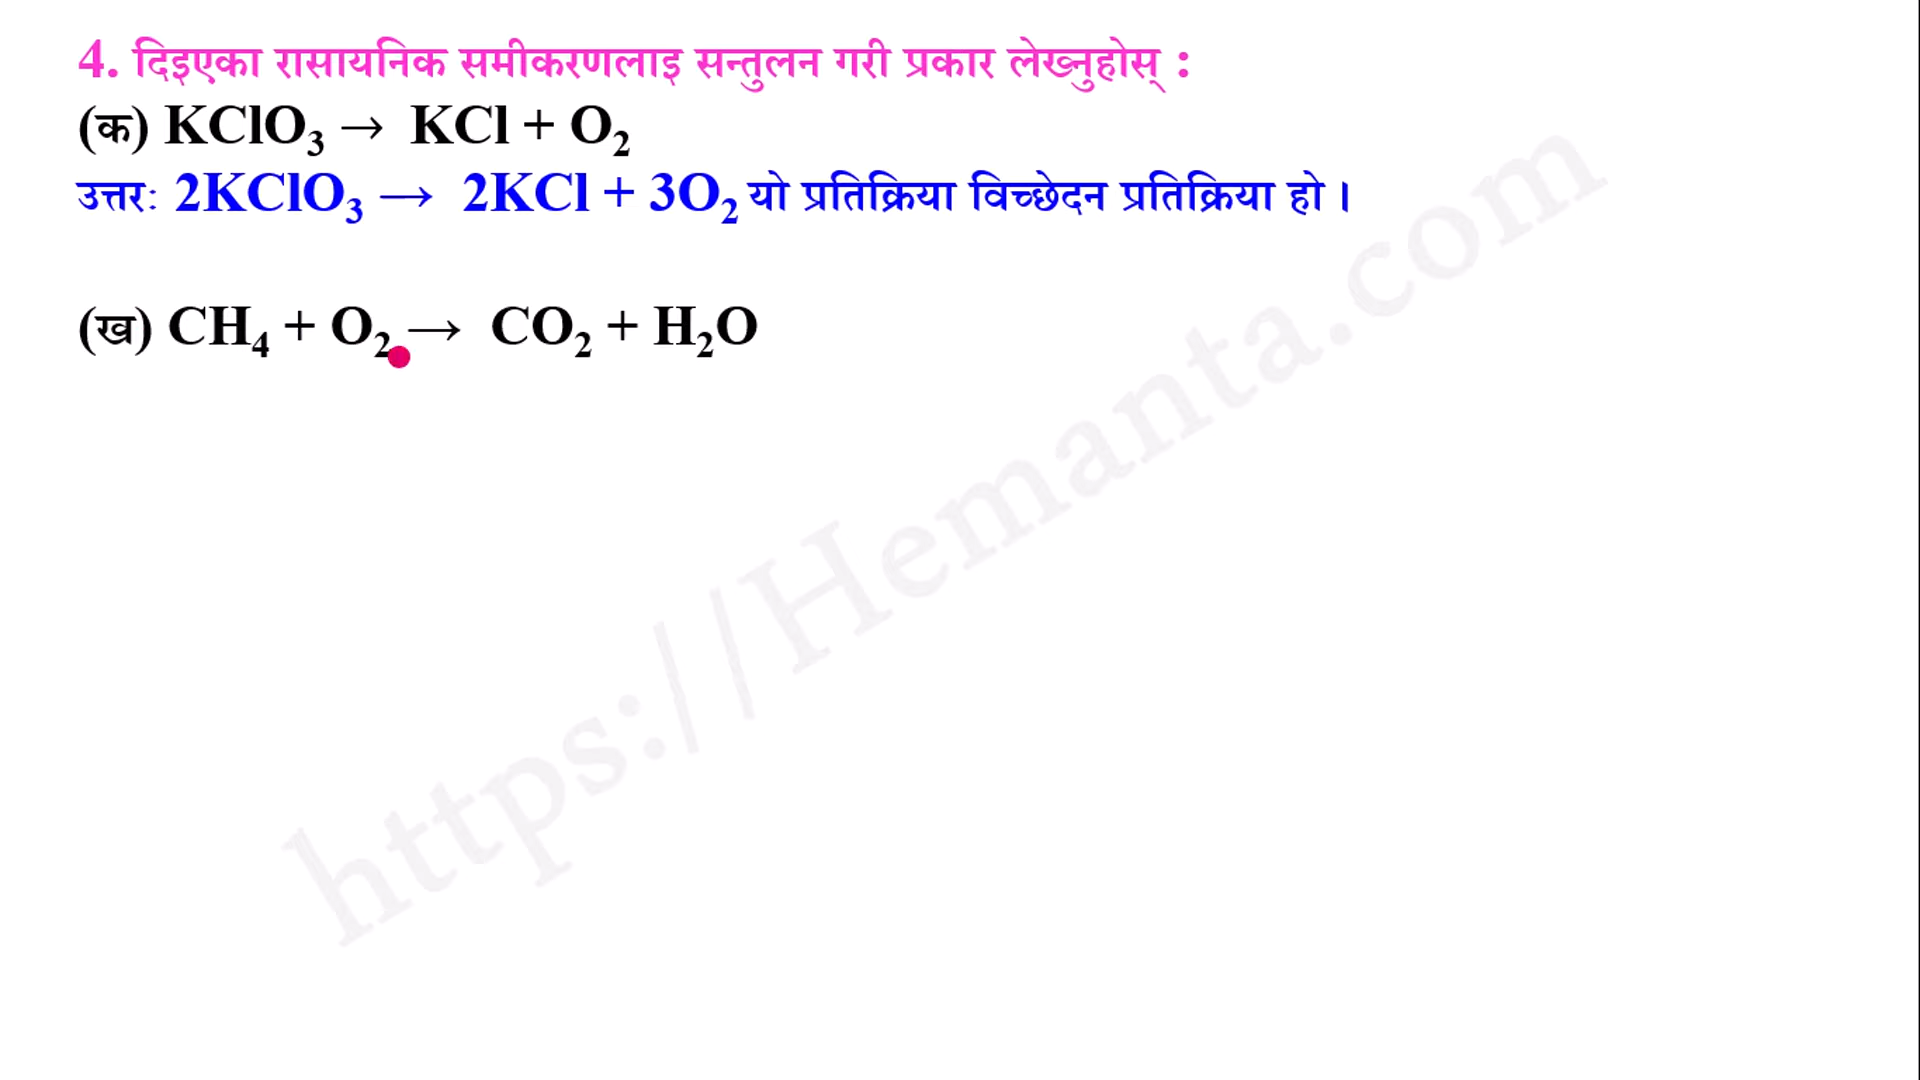 4. दिइएका रासायनिक समीकरणलाइ सन्तुलन गरी प्रकार लेख्नुहोस् :
(क) KClO₃ → KCl + O₂
उत्तरः 2KClO₃ → 2KCl + 3O₂ यो प्रतिक्रिया विच्छेदन प्रतिक्रिया हो ।
(ख) CH₄ + O₂ → CO₂ + H₂O
https://Hemanta.com